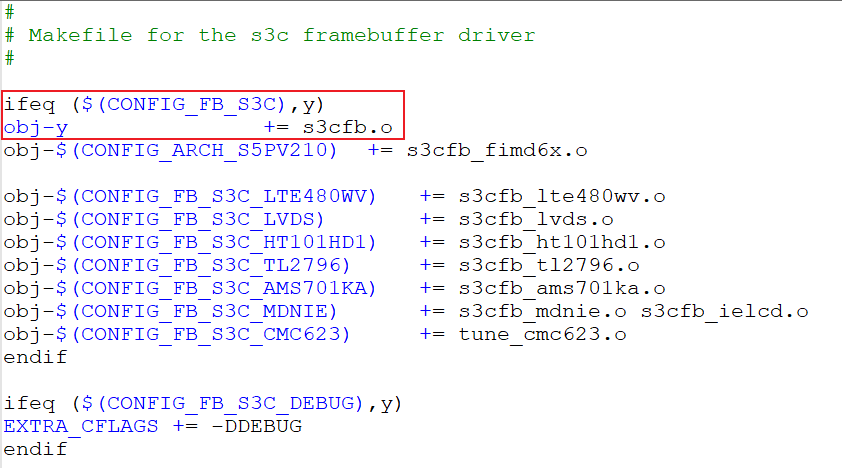 #
# Makefile for the s3c framebuffer driver
#
ifeq ($(CONFIG_FB_S3C),y)
obj-y += s3cfb.o
obj-$(CONFIG_ARCH_S5PV210) += s3cfb_fimd6x.o
obj-$(CONFIG_FB_S3C_LTE480WV) += s3cfb_lte480wv.o
obj-$(CONFIG_FB_S3C_LVDS) += s3cfb_lvds.o
obj-$(CONFIG_FB_S3C_HT101HD1) += s3cfb_ht101hd1.o
obj-$(CONFIG_FB_S3C_TL2796) += s3cfb_tl2796.o
obj-$(CONFIG_FB_S3C_AMS701KA) += s3cfb_ams701ka.o
obj-$(CONFIG_FB_S3C_MDNIE) += s3cfb_mdnie.o s3cfb_ielcd.o
obj-$(CONFIG_FB_S3C_CMC623) += tune_cmc623.o
endif
ifeq ($(CONFIG_FB_S3C_DEBUG),y)
EXTRA_CFLAGS += -DDEBUG
endif